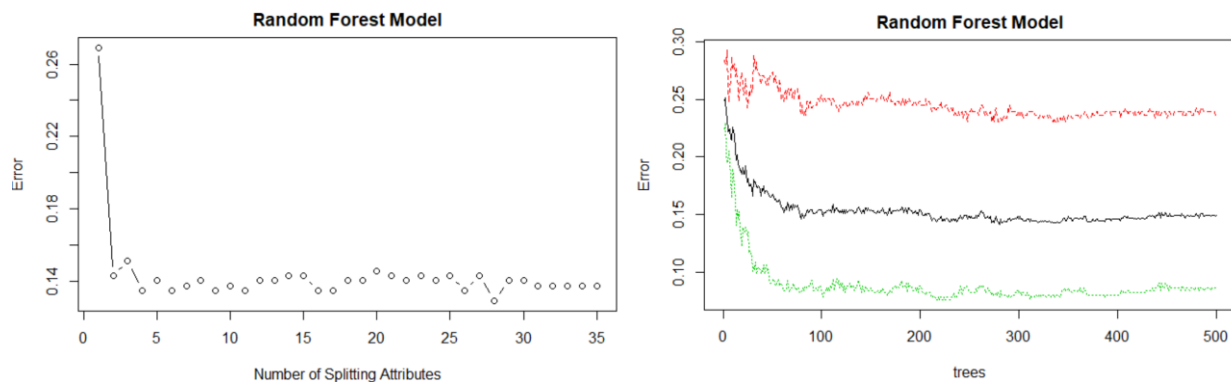 Random Forest Model
Error
0.14 0.18 0.22 0.26
0 5 10 15 20 25 30 35
Number of Splitting Attributes
Random Forest Model
Error
0.10 0.15 0.20 0.25 0.30
0 100 200 300 400 500
trees